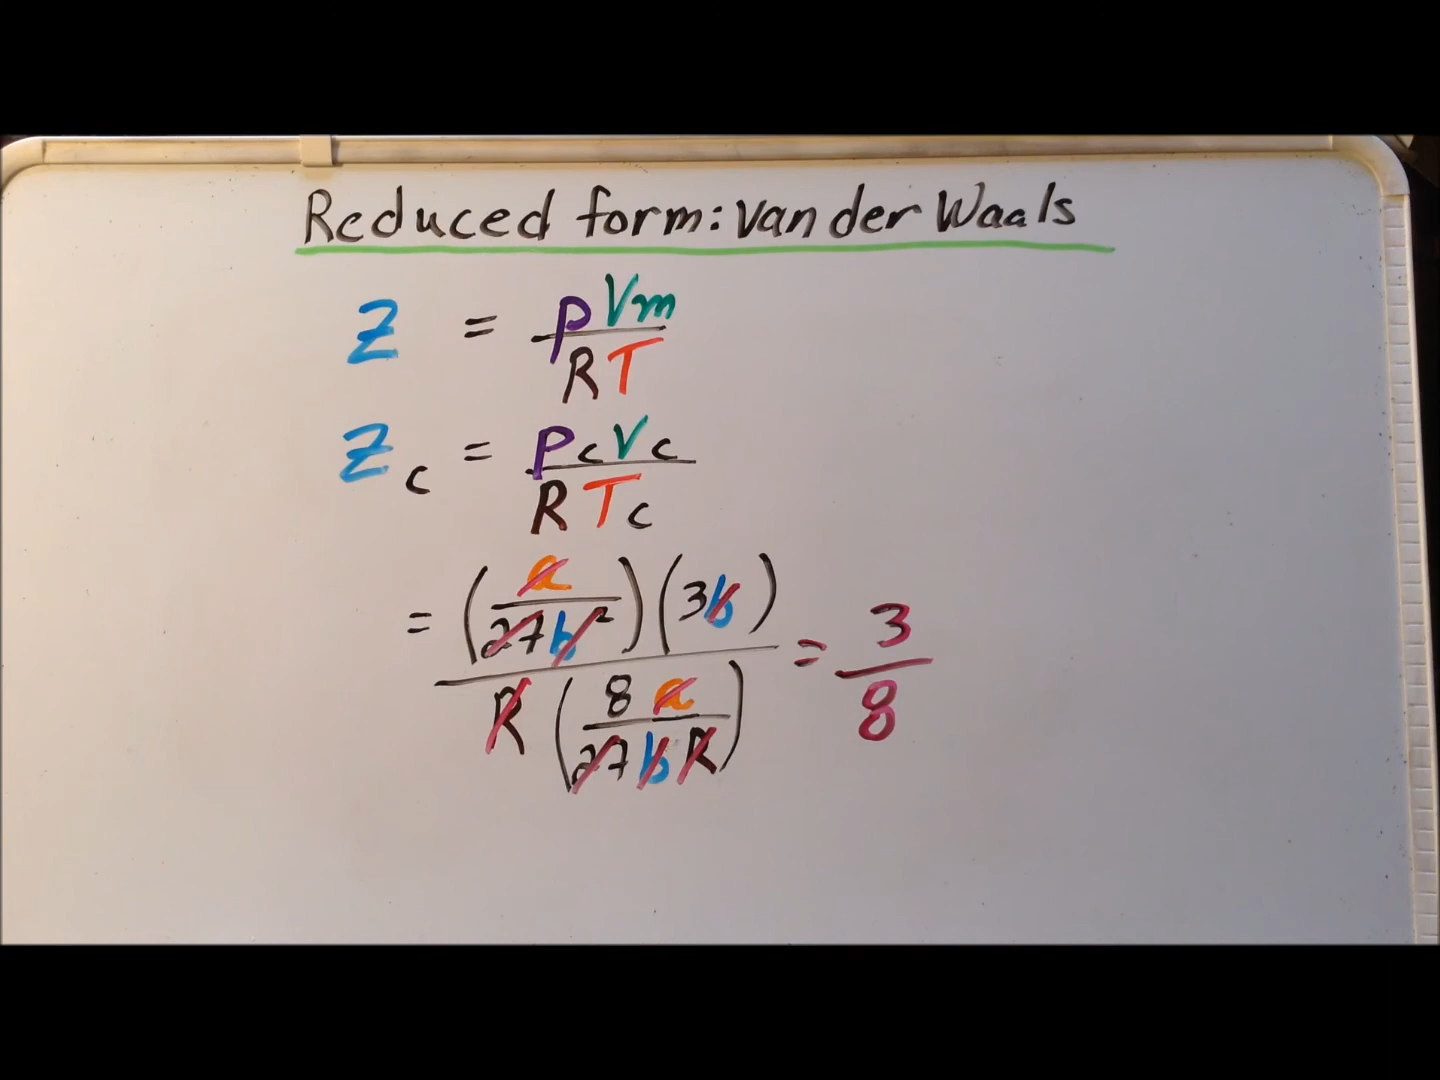 Reduced form: van der Waals
Z = pVm
RT
Zc = PcVc
RTc
= (a / 27b²) (3b)
R (8a / 27bR)
= 3
8